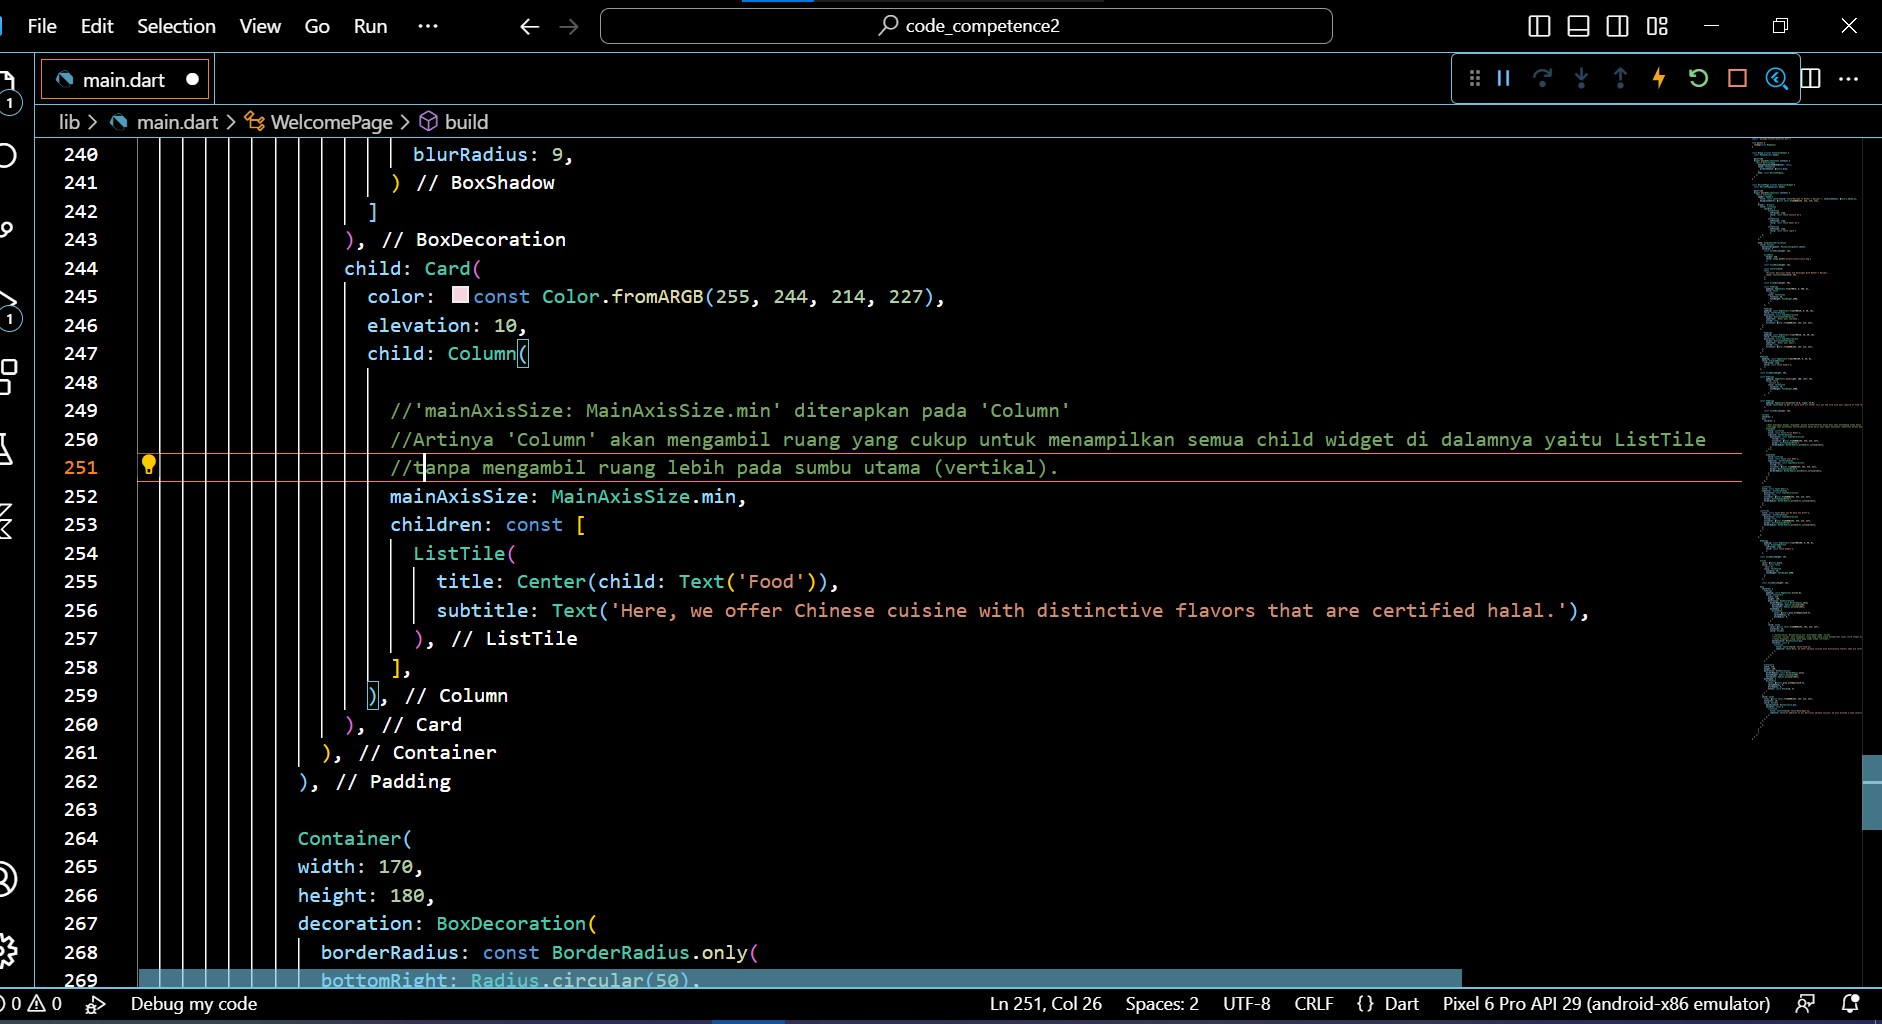 File Edit Selection View Go Run ··· code_competence2
main.dart
1
lib > main.dart > WelcomePage > build
240 blurRadius: 9,
241 ) // BoxShadow
242 ]
243 ), // BoxDecoration
244 child: Card(
245 color: const Color.fromARGB(255, 244, 214, 227),
246 elevation: 10,
1
247 child: Column(
248
249 //'mainAxisSize: MainAxisSize.min' diterapkan pada 'Column'
250 //Artinya 'Column' akan mengambil ruang yang cukup untuk menampilkan semua child widget di dalamnya yaitu ListTile
251 //tanpa mengambil ruang lebih pada sumbu utama (vertikal).
252 mainAxisSize: MainAxisSize.min,
253 children: const [
254 ListTile(
255 title: Center(child: Text('Food')),
256 subtitle: Text('Here, we offer Chinese cuisine with distinctive flavors that are certified halal.'),
257 ), // ListTile
258 ],
259 ), // Column
260 ), // Card
261 ), // Container
262 ), // Padding
263
264 Container(
265 width: 170,
266 height: 180,
267 decoration: BoxDecoration(
268 borderRadius: const BorderRadius.only(
269 bottomRight: Radius.circular(50),
0 0 Debug my code Ln 251, Col 26 Spaces: 2 UTF-8 CRLF {} Dart Pixel 6 Pro API 29 (android-x86 emulator)